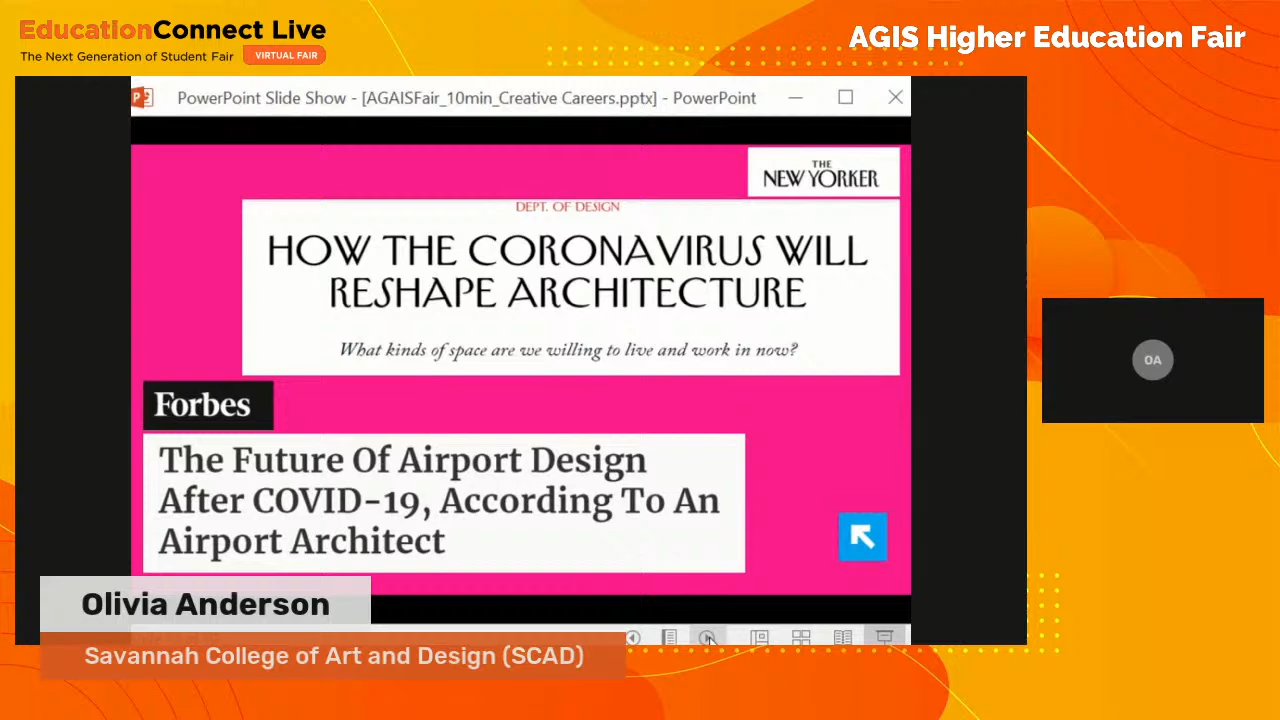 EducationConnect Live
The Next Generation of Student Fair
VIRTUAL FAIR
AGIS Higher Education Fair
PowerPoint Slide Show - [AGAISFair_10min_Creative Careers.pptx] - PowerPoint
THE
NEW YORKER
DEPT. OF DESIGN
HOW THE CORONAVIRUS WILL
RESHAPE ARCHITECTURE
What kinds of space are we willing to live and work in now?
Forbes
The Future Of Airport Design
After COVID-19, According To An
Airport Architect
OA
Olivia Anderson
Savannah College of Art and Design (SCAD)